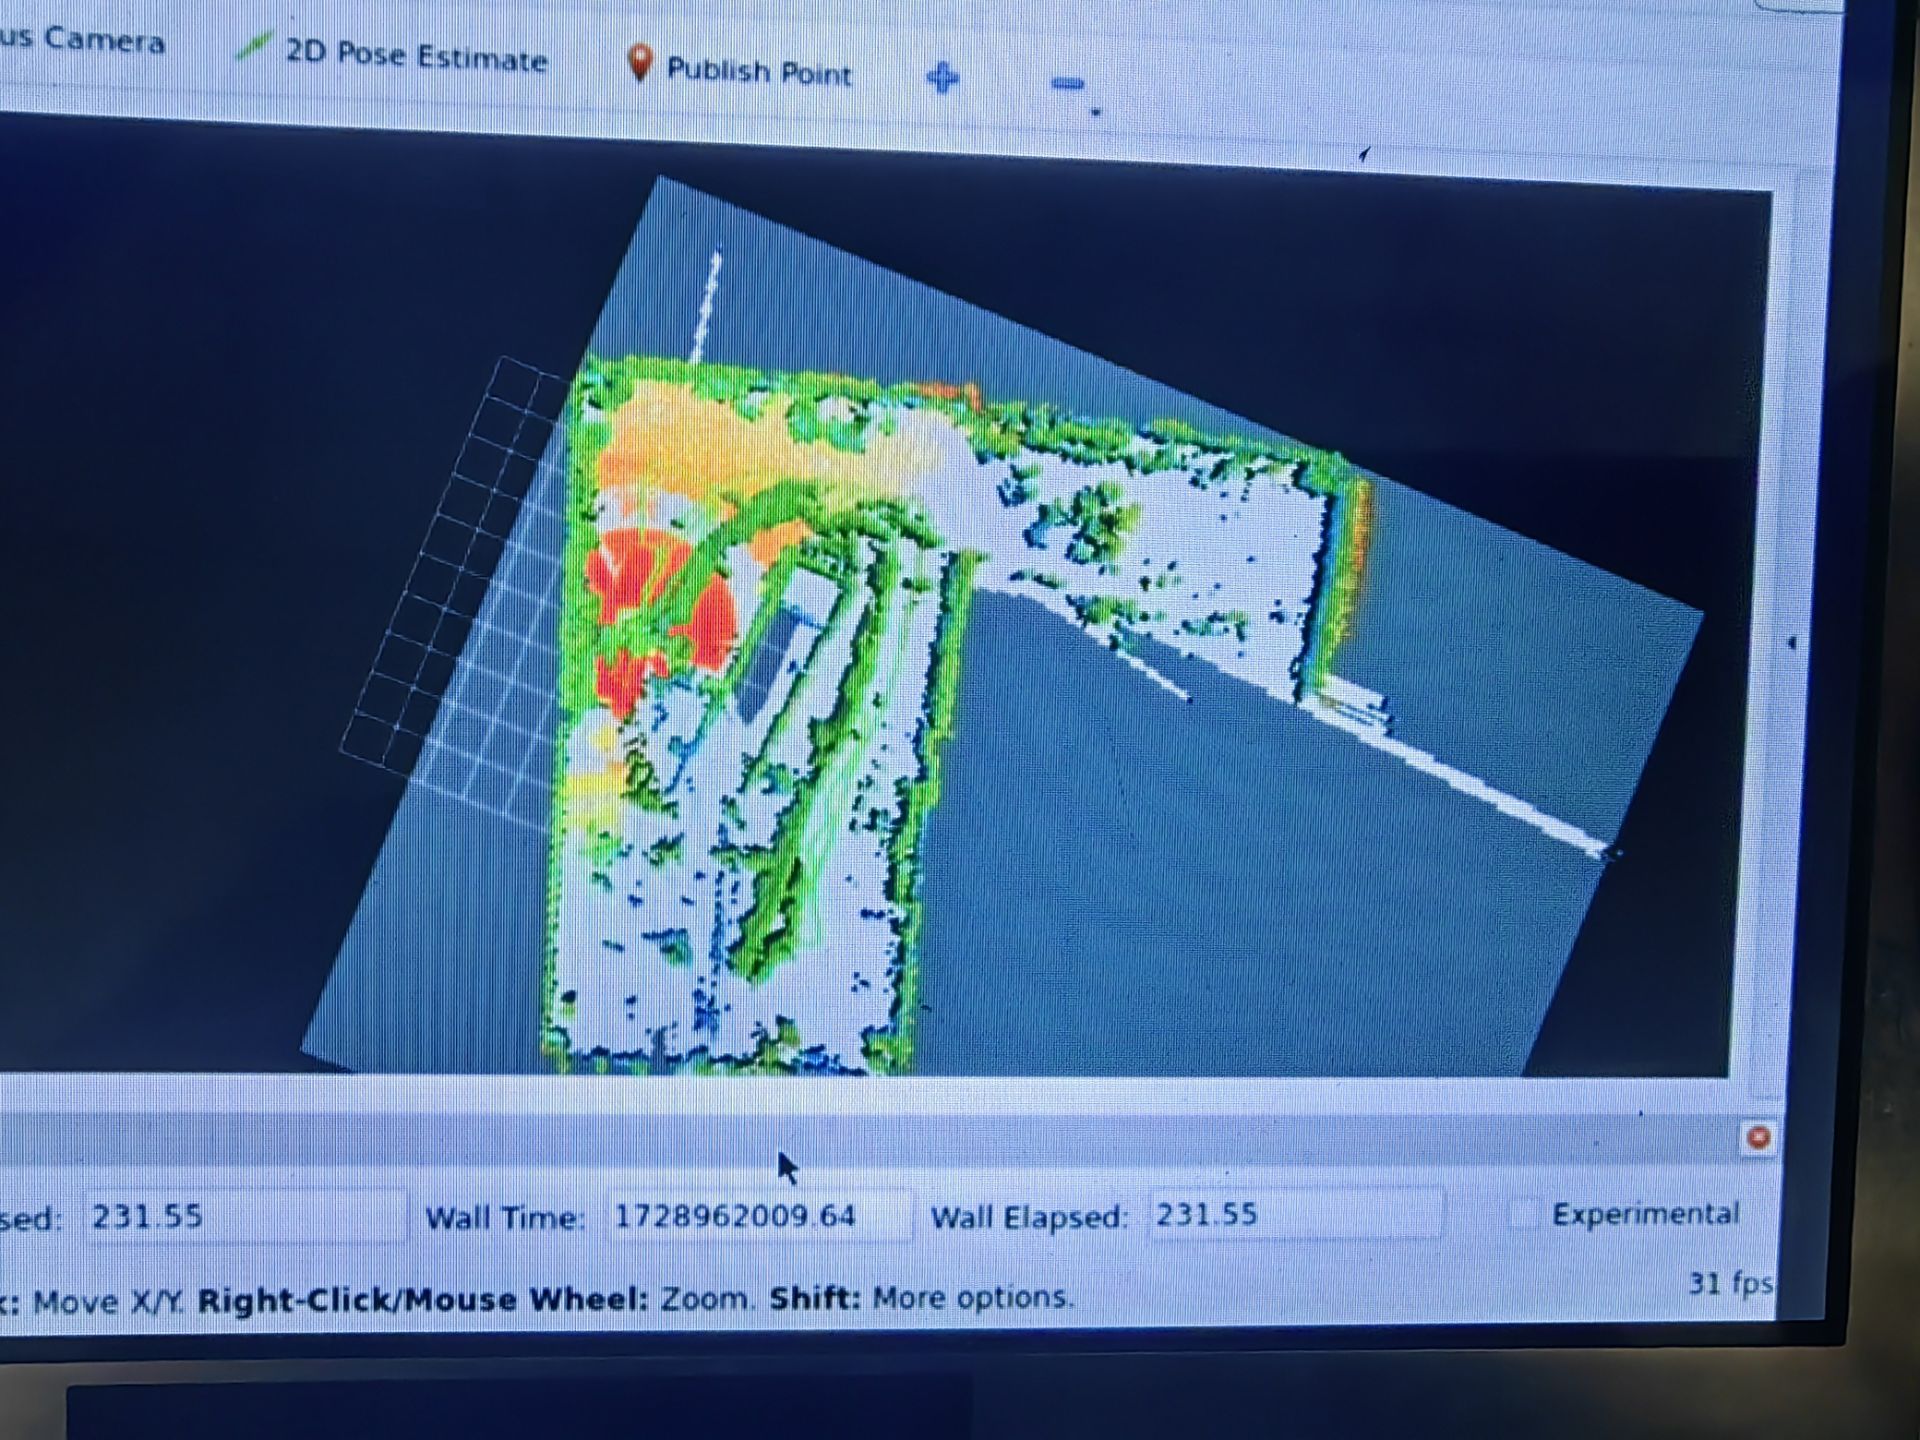 us Camera 2D Pose Estimate Publish Point
sed: 231.55 Wall Time: 1728962009.64 Wall Elapsed: 231.55 Experimental
: Move X/Y. Right-Click/Mouse Wheel: Zoom. Shift: More options.
31 fps